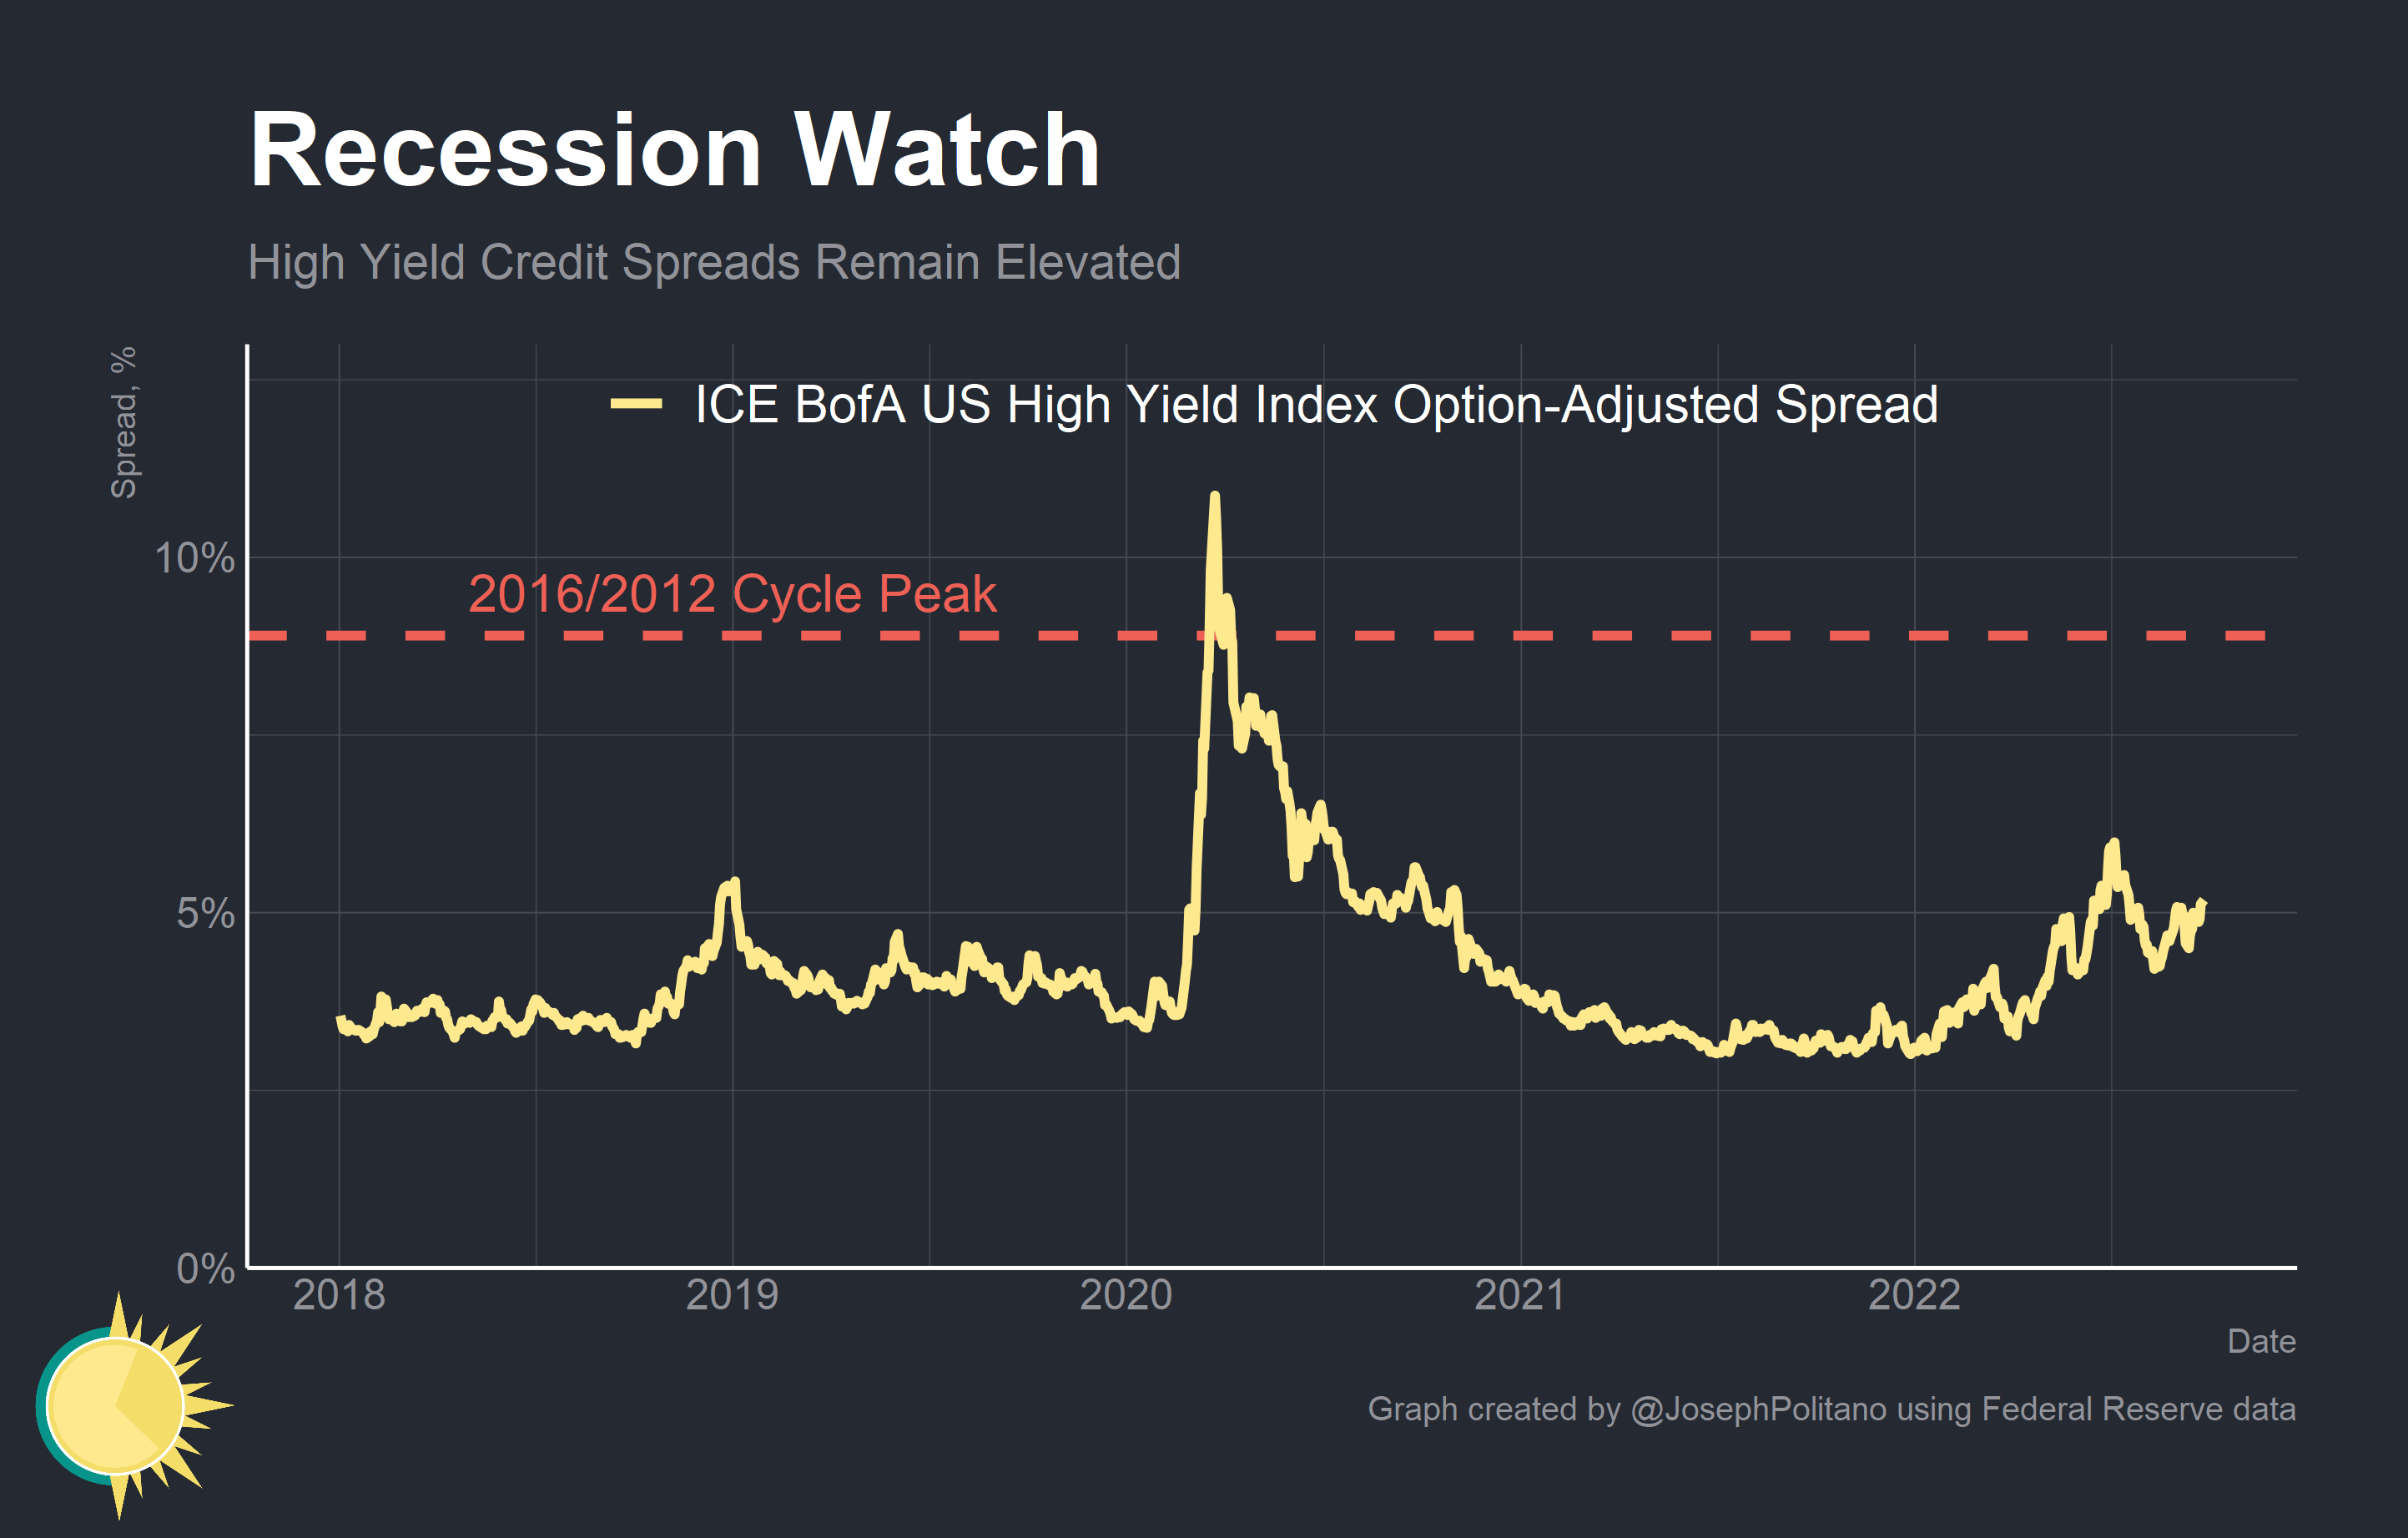 Recession Watch
High Yield Credit Spreads Remain Elevated
Spread, %
ICE BofA US High Yield Index Option-Adjusted Spread
10%
2016/2012 Cycle Peak
5%
0%
2018 2019 2020 2021 2022
Date
Graph created by @JosephPolitano using Federal Reserve data